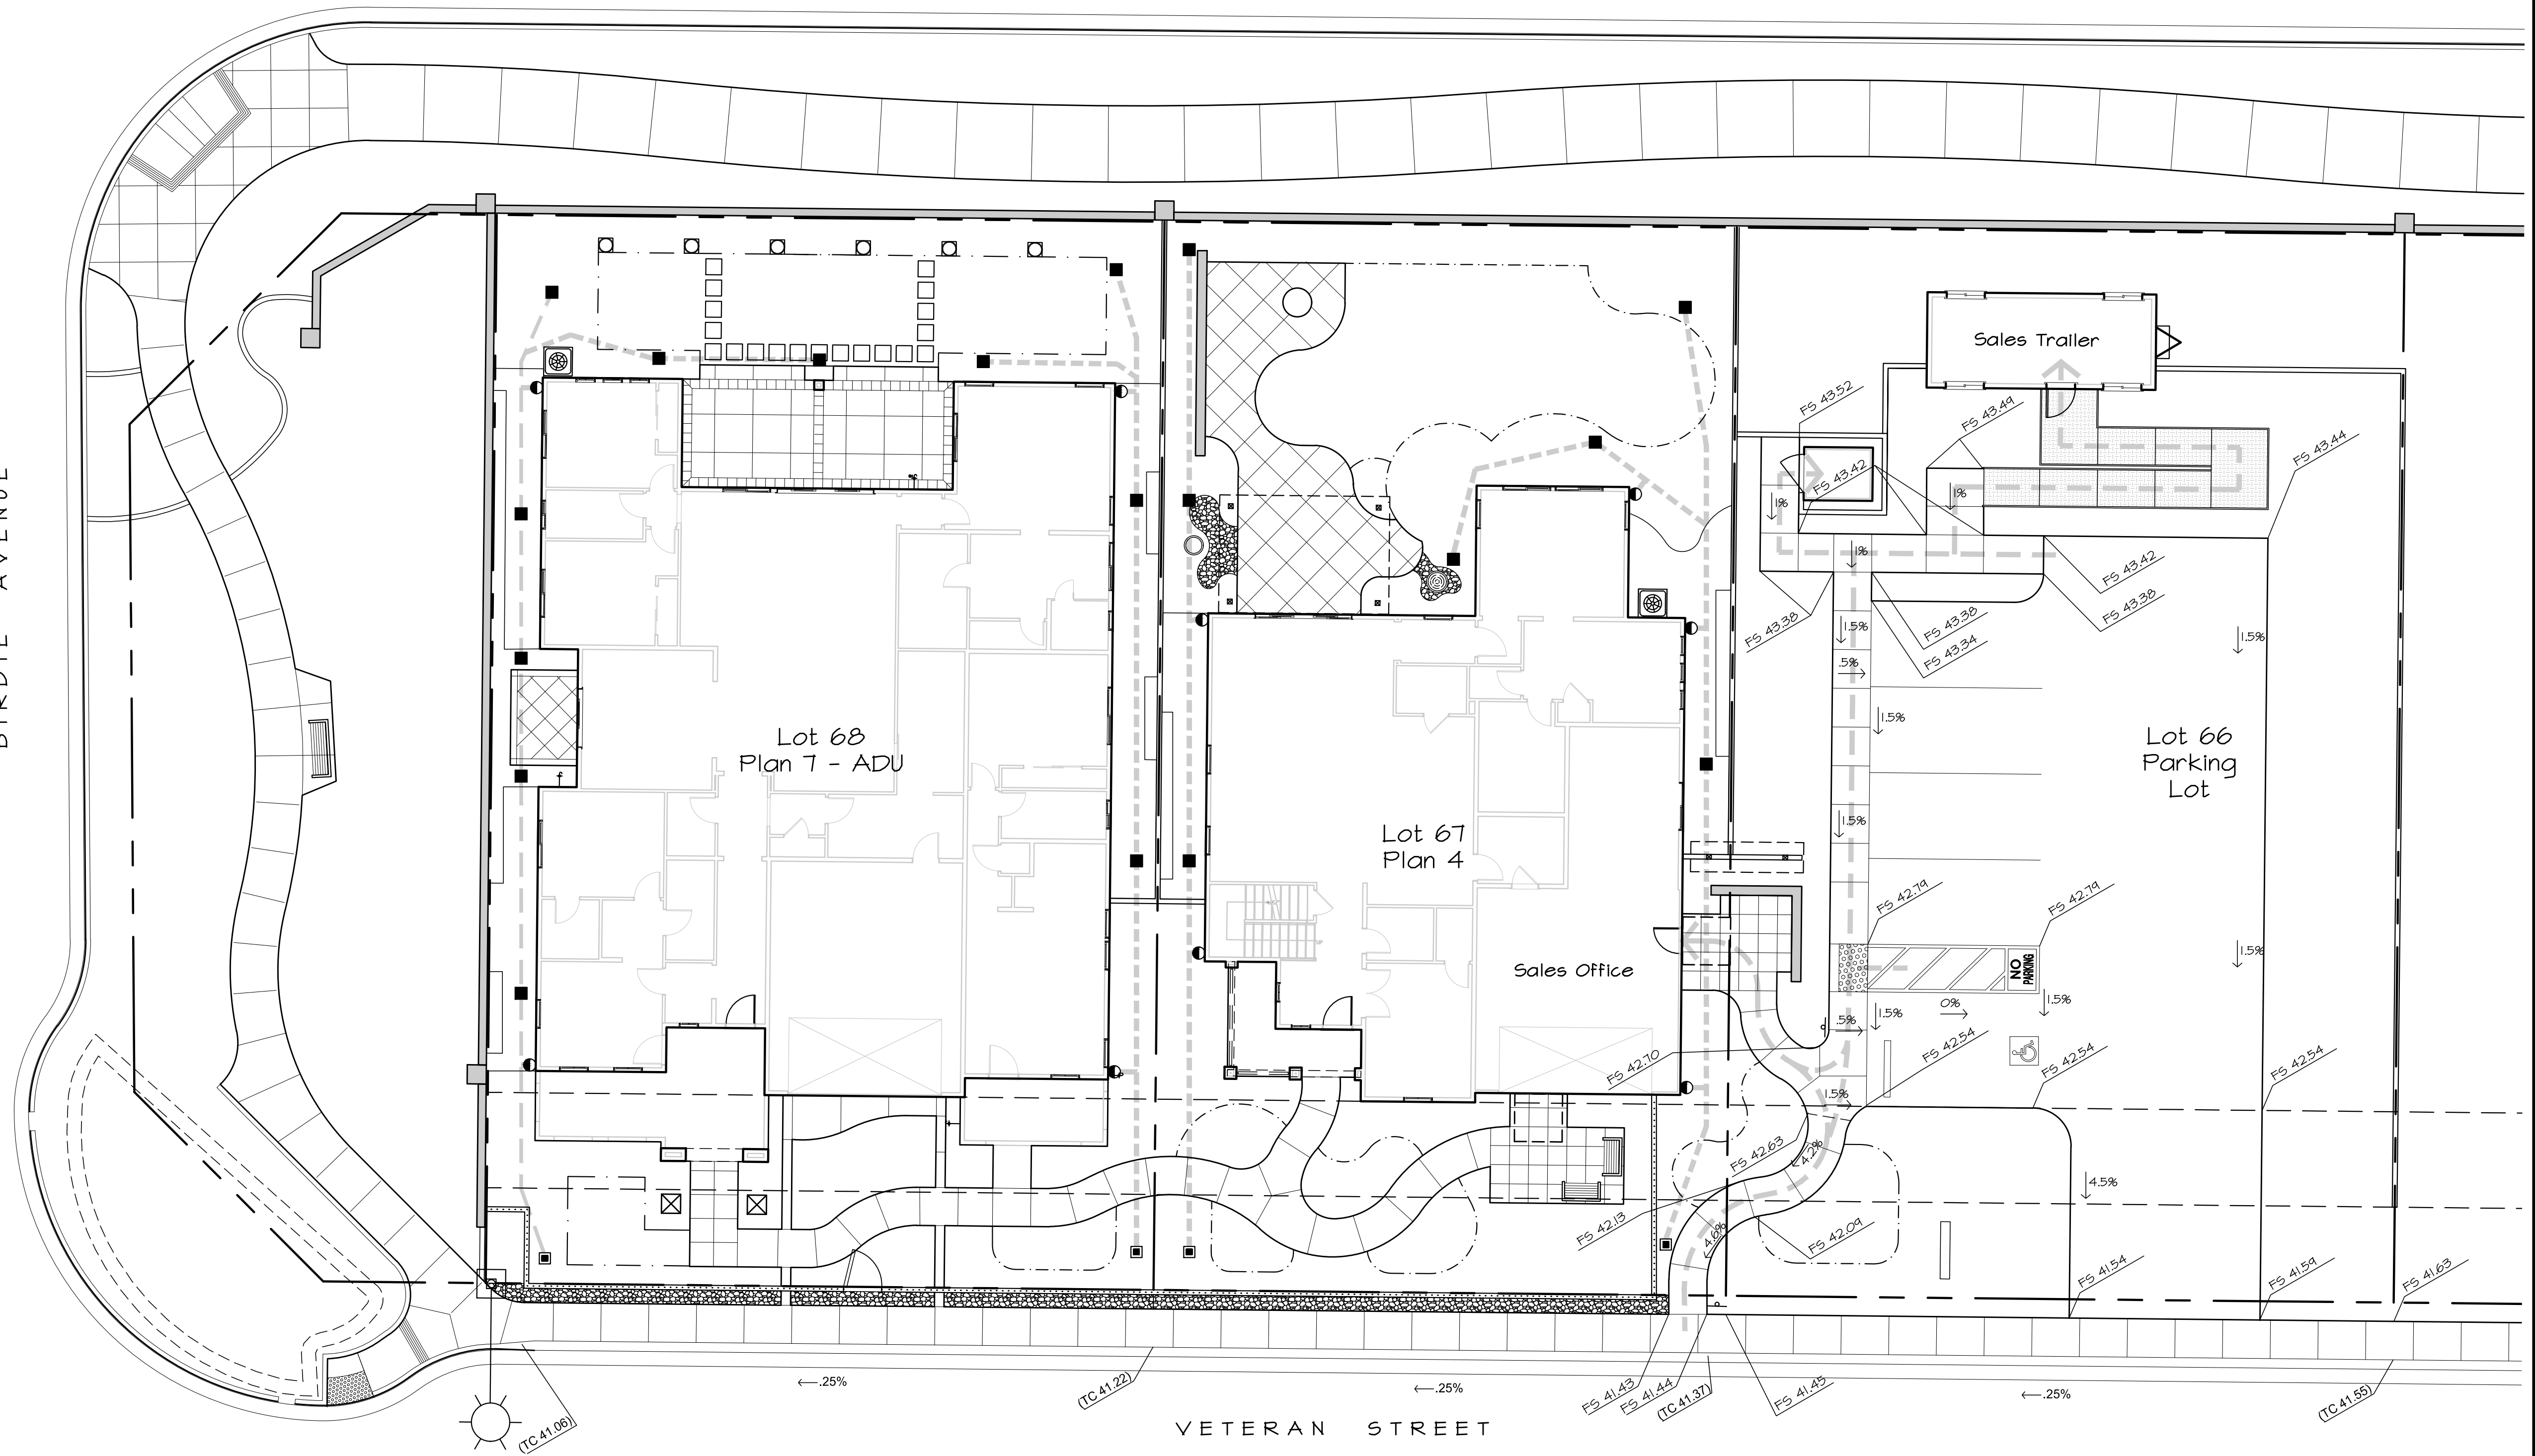 Sales Trailer
FS 43.52
FS 43.49
FS 43.44
FS 43.42
1%
1%
1%
FS 43.42
FS 43.38
FS 43.38
FS 43.38
FS 43.34
1.5%
.5%
1.5%
1.5%
1.5%
BIRDIE AVENUE
Lot 68
Plan 7 - ADU
Lot 66
Parking
Lot
Lot 67
Plan 4
1.5%
FS 42.79
FS 42.79
Sales Office
NO
PARKING
1.5%
0%
1.5%
1.5%
.5%
FS 42.54
FS 42.54
FS 42.54
FS 42.70
1.5%
FS 42.63
4.2%
4.5%
FS 42.13
4.6%
FS 42.09
FS 41.54
FS 41.59
FS 41.63
.25%
.25%
.25%
(TC 41.06)
(TC 41.22)
FS 41.43
FS 41.44
(TC 41.37)
FS 41.45
(TC 41.55)
VETERAN STREET